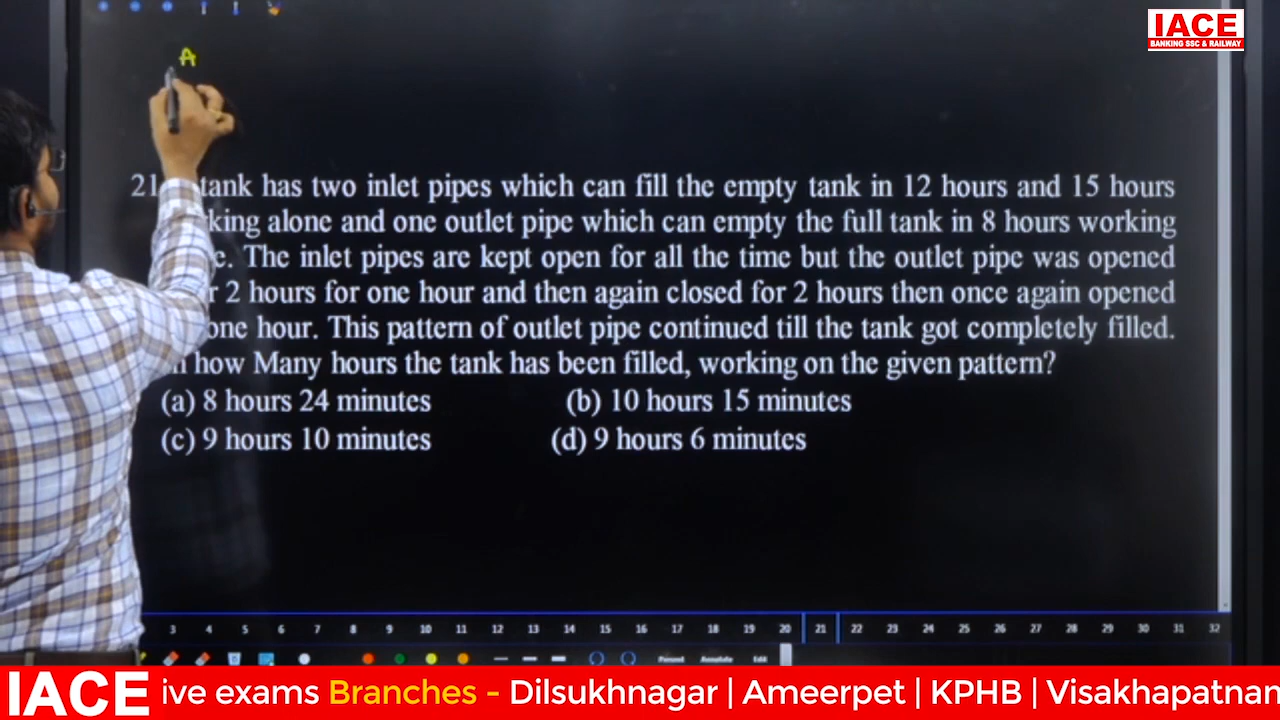 IACE
BANKING SSC & RAILWAY
A
21 tank has two inlet pipes which can fill the empty tank in 12 hours and 15 hours
king alone and one outlet pipe which can empty the full tank in 8 hours working
e. The inlet pipes are kept open for all the time but the outlet pipe was opened
r 2 hours for one hour and then again closed for 2 hours then once again opened
one hour. This pattern of outlet pipe continued till the tank got completely filled.
how Many hours the tank has been filled, working on the given pattern?
(a) 8 hours 24 minutes (b) 10 hours 15 minutes
(c) 9 hours 10 minutes (d) 9 hours 6 minutes
3 4 5 6 7 8 9 10 11 12 13 14 15 16 17 18 19 20 21 22 23 24 25 26 27 28 29 30 31 32
Present Annotate Edit
IACE ive exams Branches - Dilsukhnagar | Ameerpet | KPHB | Visakhapatnan